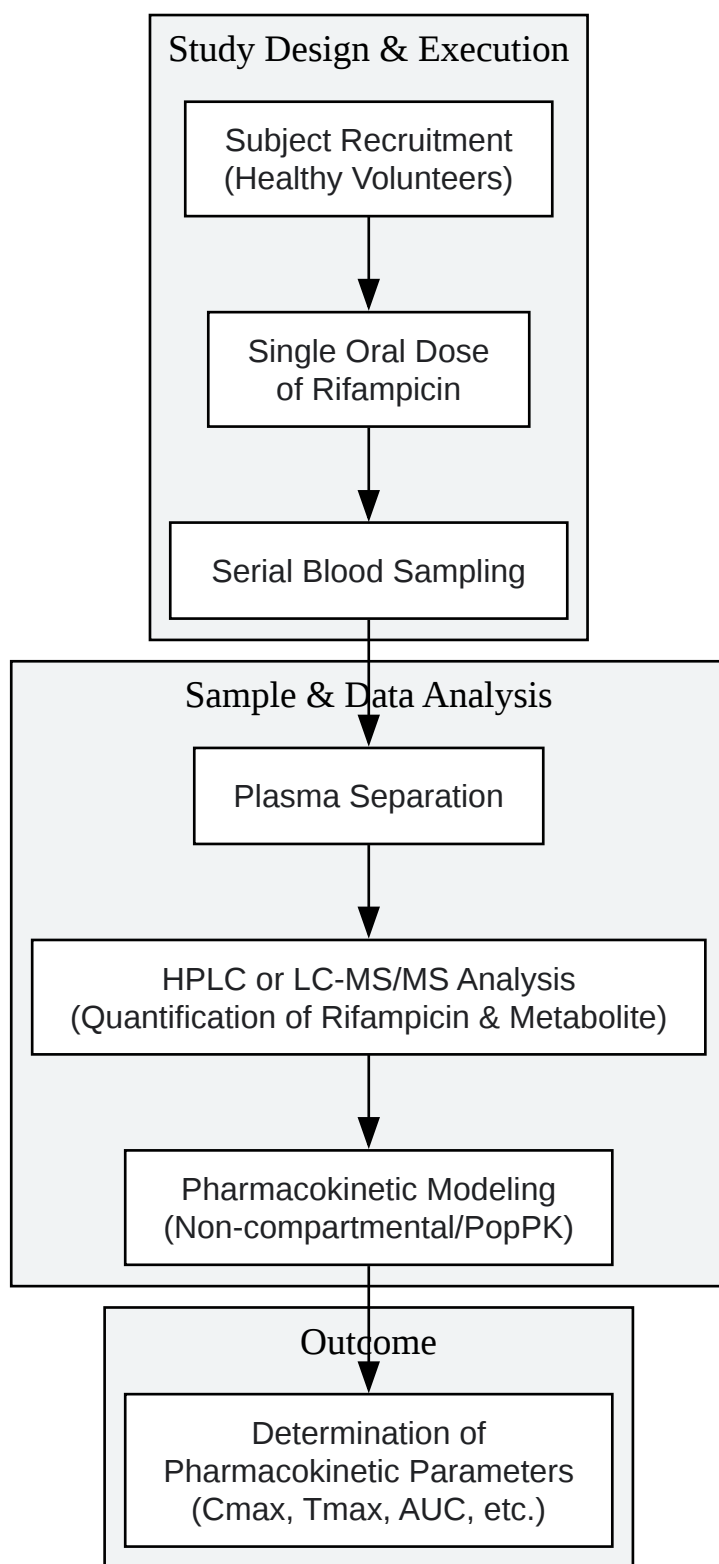 Study Design & Execution
Subject Recruitment
(Healthy Volunteers)
Single Oral Dose
of Rifampicin
Serial Blood Sampling
Sample & Data Analysis
Plasma Separation
HPLC or LC-MS/MS Analysis
(Quantification of Rifampicin & Metabolite)
Pharmacokinetic Modeling
(Non-compartmental/PopPK)
Outcome
Determination of
Pharmacokinetic Parameters
(Cmax, Tmax, AUC, etc.)